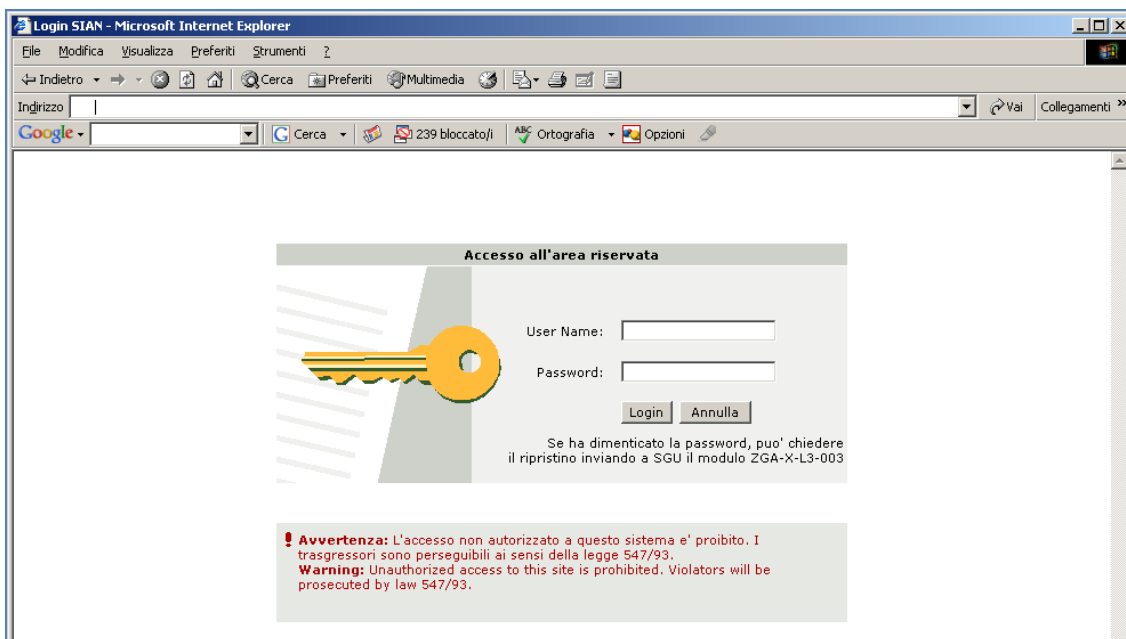 Login SIAN - Microsoft Internet Explorer
File Modifica Visualizza Preferiti Strumenti ?
Indietro Cerca Preferiti Multimedia
Indirizzo Vai Collegamenti »
Google Cerca 239 bloccato/i ABC Ortografia Opzioni
Accesso all'area riservata
User Name:
Password:
Login Annulla
Se ha dimenticato la password, puo' chiedere
il ripristino inviando a SGU il modulo ZGA-X-L3-003
Avvertenza: L'accesso non autorizzato a questo sistema e' proibito. I
trasgressori sono perseguibili ai sensi della legge 547/93.
Warning: Unauthorized access to this site is prohibited. Violators will be
prosecuted by law 547/93.